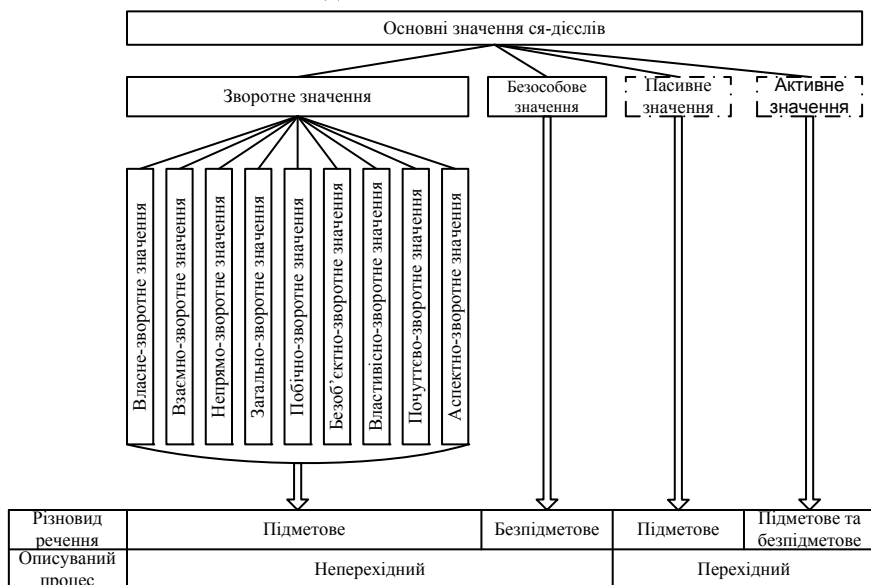 Основні значення ся-дієслів
Зворотне значення
Безособове
значення
Пасивне
значення
Активне
значення
Власне-зворотне значення
Взаємно-зворотне значення
Непрямо-зворотне значення
Загально-зворотне значення
Побічно-зворотне значення
Безоб’єктно-зворотне значення
Властивісно-зворотне значення
Почуттєво-зворотне значення
Аспектно-зворотне значення
Різновид
речення
Підметове
Безпідметове
Підметове
Підметове та
безпідметове
Описуваний
процес
Неперехідний
Перехідний